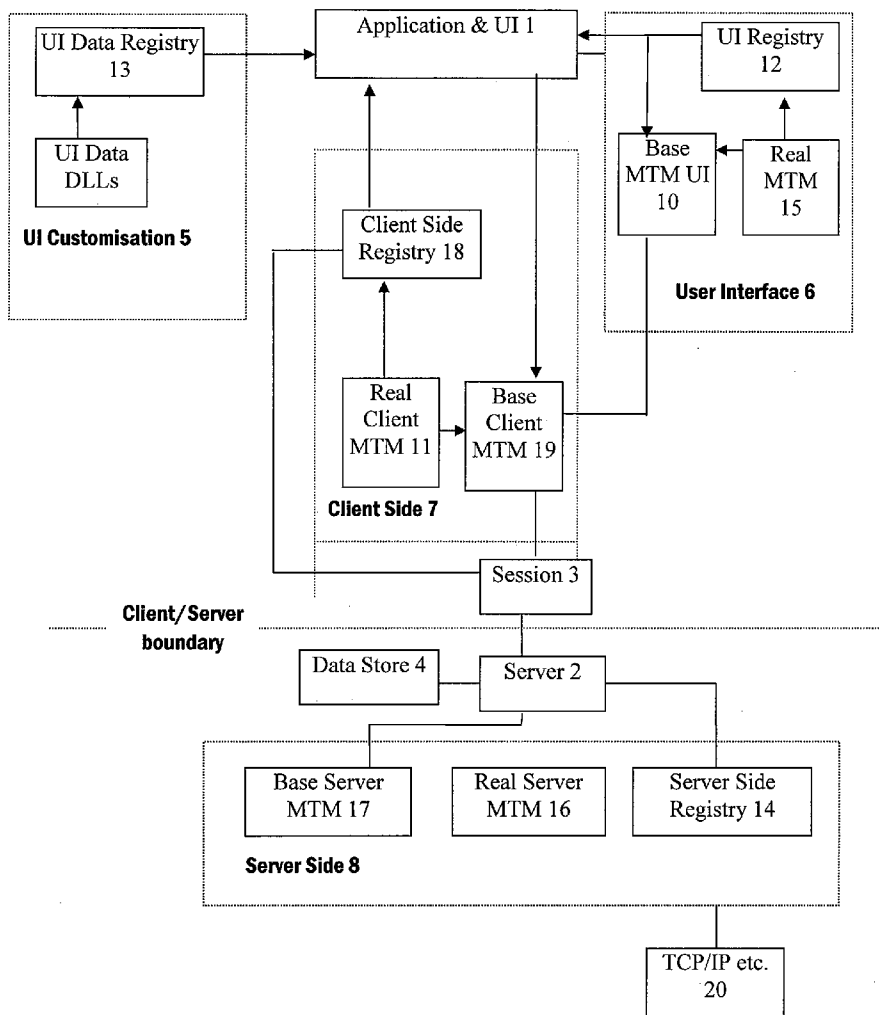 Application & UI 1
UI Data Registry
13
UI Registry
12
UI Data
DLLs
Base
MTM UI
10
Real
MTM
15
UI Customisation 5
Client Side
Registry 18
User Interface 6
Real
Client
MTM 11
Base
Client
MTM 19
Client Side 7
Session 3
Client/Server
boundary
Data Store 4
Server 2
Base Server
MTM 17
Real Server
MTM 16
Server Side
Registry 14
Server Side 8
TCP/IP etc.
20